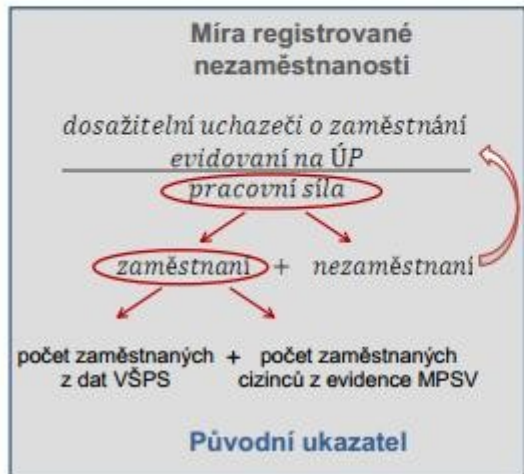 Míra registrované
nezaměstnanosti
dosažitelní uchazeči o zaměstnání
evidovaní na ÚP
pracovní síla
zaměstnaní + nezaměstnaní
počet zaměstnaných + počet zaměstnaných
z dat VŠPS cizinců z evidence MPSV
Původní ukazatel